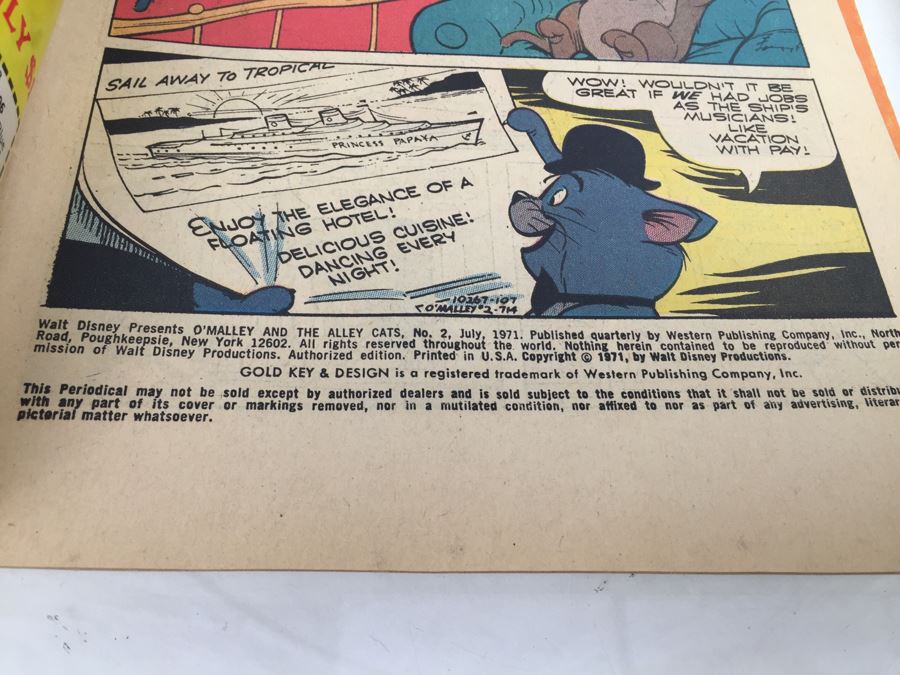 SAIL AWAY TO TROPICAL
PRINCESS PAPAYA
ENJOY THE ELEGANCE OF A
FLOATING HOTEL!
DELICIOUS CUISINE!
DANCING EVERY
NIGHT!
WOW! WOULDN'T IT BE
GREAT IF WE HAD JOBS
AS THE SHIP'S
MUSICIANS!
LIKE
VACATION
WITH PAY!
10267-107
O'MALLEY #2-714
Walt Disney Presents O'MALLEY AND THE ALLEY CATS, No. 2, July, 1971. Published quarterly by Western Publishing Company, Inc., North
Road, Poughkeepsie, New York 12602. All rights reserved throughout the world. Nothing herein contained to be reproduced without per
mission of Walt Disney Productions. Authorized edition. Printed in U.S.A. Copyright © 1971, by Walt Disney Productions.
GOLD KEY & DESIGN is a registered trademark of Western Publishing Company, Inc.
This Periodical may not be sold except by authorized dealers and is sold subject to the conditions that it shall not be sold or distribu
with any part of its cover or markings removed, nor in a mutilated condition, nor affixed to nor as part of any advertising, literar
pictorial matter whatsoever.